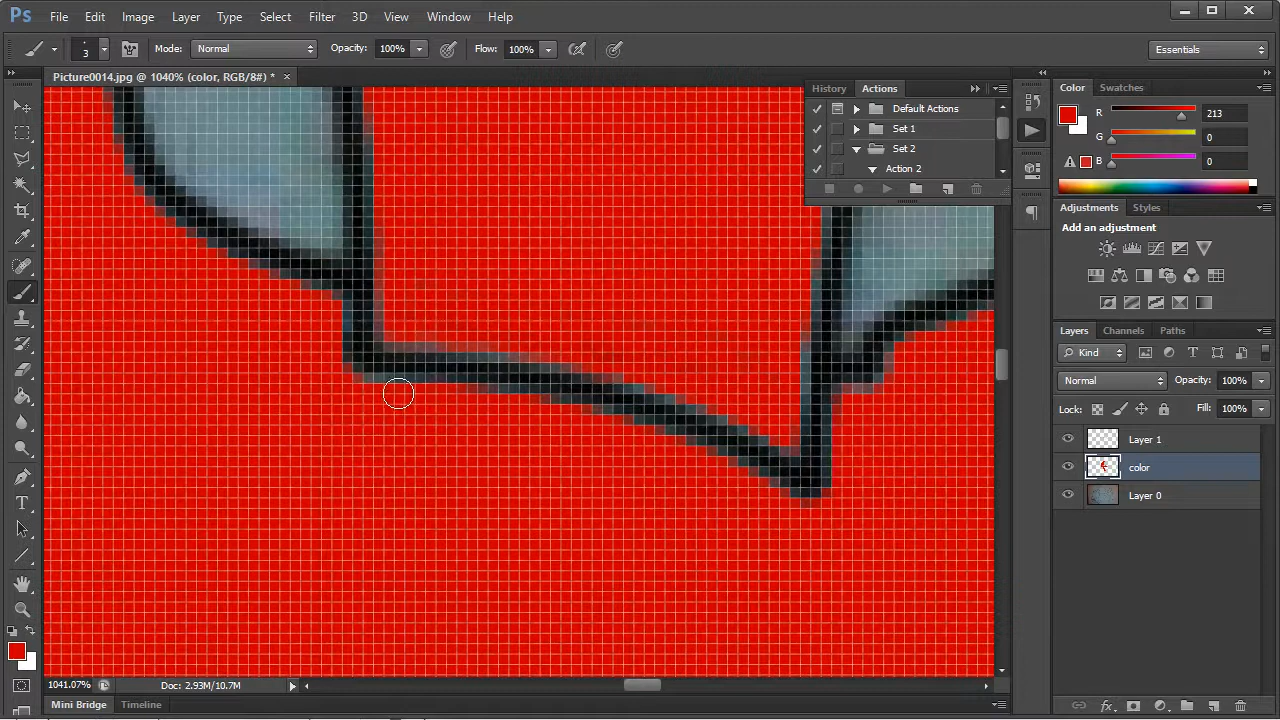 Ps File Edit Image Layer Type Select Filter 3D View Window Help
3 Mode: Normal Opacity: 100% Flow: 100% Essentials
Picture0014.jpg @ 1040% (color, RGB/8#) * ×
History Actions
Default Actions
Set 1
Set 2
Action 2
Color Swatches
R 213
G 0
B 0
Adjustments Styles
Add an adjustment
Layers Channels Paths
Kind
Normal Opacity: 100%
Lock: Fill: 100%
Layer 1
color
Layer 0
1041.07% Doc: 2.93M/10.7M
Mini Bridge Timeline